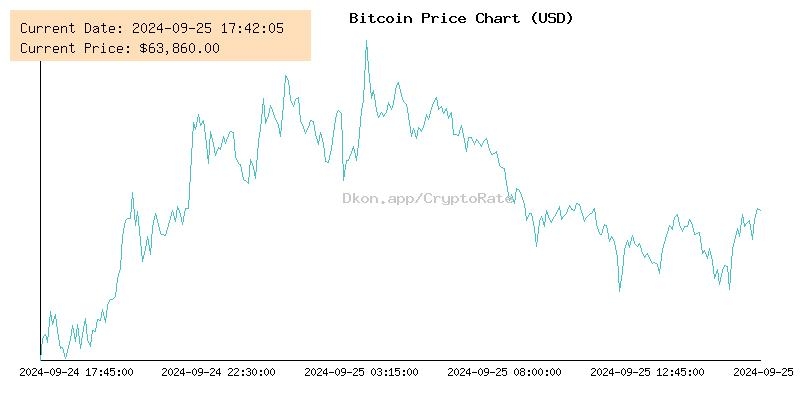 Bitcoin Price Chart (USD)
Current Date: 2024-09-25 17:42:05
Current Price: $63,860.00
Dkon.app/CryptoRate
2024-09-24 17:45:00 2024-09-24 22:30:00 2024-09-25 03:15:00 2024-09-25 08:00:00 2024-09-25 12:45:00 2024-09-25